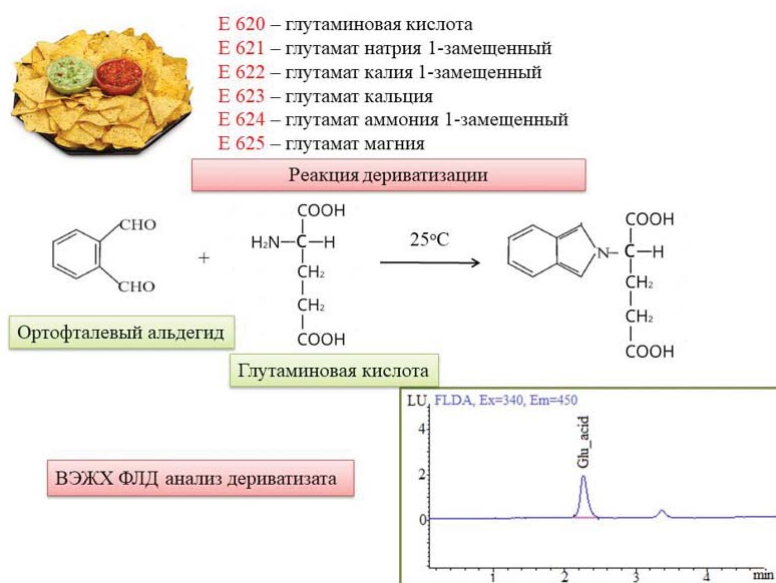 E 620 – глутаминовая кислота
E 621 – глутамат натрия 1-замещенный
E 622 – глутамат калия 1-замещенный
E 623 – глутамат кальция
E 624 – глутамат аммония 1-замещенный
E 625 – глутамат магния
Реакция дериватизации
CHO
CHO
+
COOH
H₂N–C–H
CH₂
CH₂
COOH
25°C
COOH
N–C–H
CH₂
CH₂
COOH
Ортофталевый альдегид
Глутаминовая кислота
LU FLDA, Ex=340, Em=450
Glu_acid
4
2
0
1 2 3 4 min
ВЭЖХ ФЛД анализ дериватизата